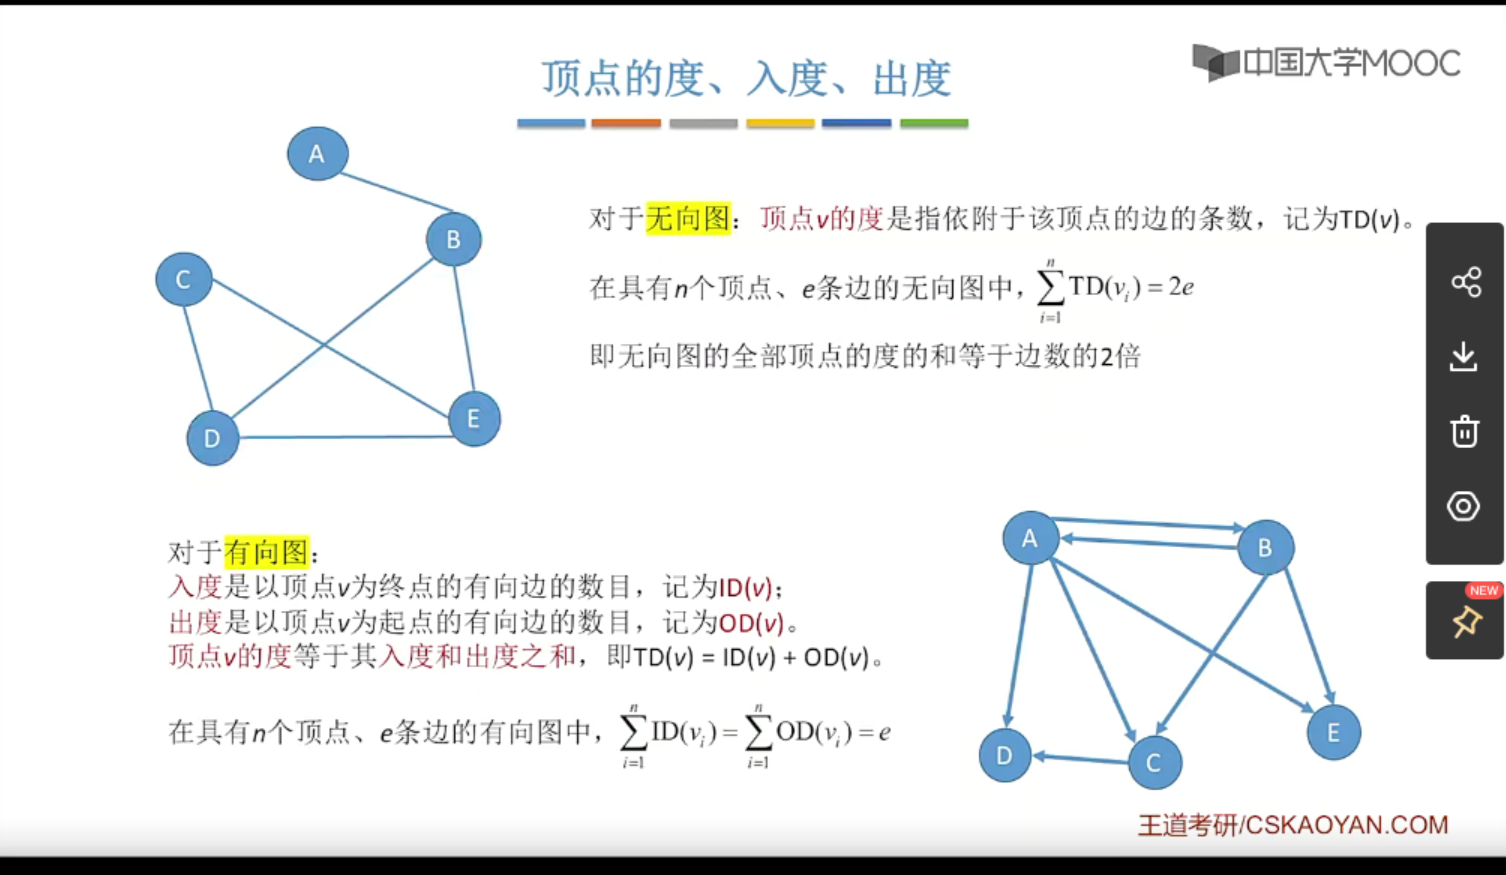 顶点的度、入度、出度
中国大学MOOC
A
B
C
D
E
对于无向图：顶点v的度是指依附于该顶点的边的条数，记为TD(v)。
在具有n个顶点、e条边的无向图中，∑_{i=1}^{n} TD(v_i) = 2e
即无向图的全部顶点的度的和等于边数的2倍
NEW
对于有向图：
入度是以顶点v为终点的有向边的数目，记为ID(v)；
出度是以顶点v为起点的有向边的数目，记为OD(v)。
顶点v的度等于其入度和出度之和，即TD(v) = ID(v) + OD(v)。
在具有n个顶点、e条边的有向图中，∑_{i=1}^{n} ID(v_i) = ∑_{i=1}^{n} OD(v_i) = e
A
B
C
D
E
王道考研/CSKAOYAN.COM